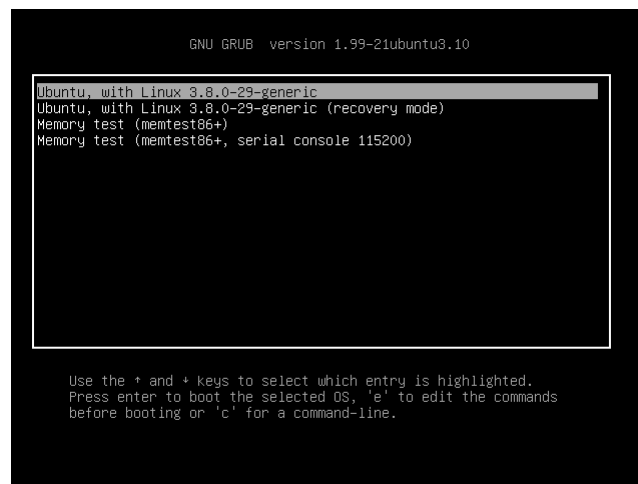 GNU GRUB  version 1.99-21ubuntu3.10
Ubuntu, with Linux 3.8.0-29-generic
Ubuntu, with Linux 3.8.0-29-generic (recovery mode)
Memory test (memtest86+)
Memory test (memtest86+, serial console 115200)
Use the ↑ and ↓ keys to select which entry is highlighted.
Press enter to boot the selected OS, 'e' to edit the commands
before booting or 'c' for a command-line.